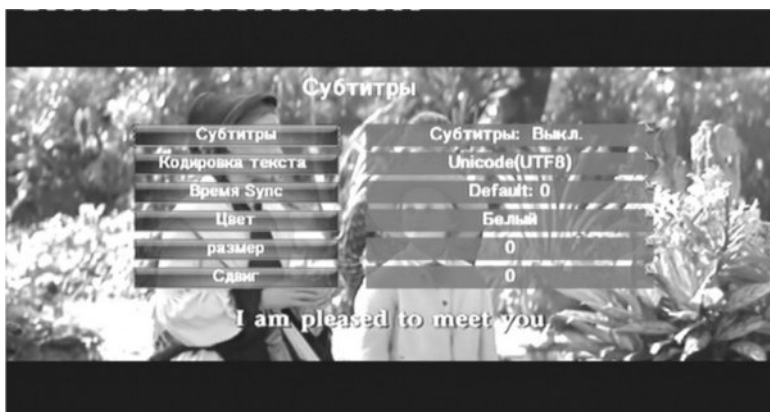 Субтитры
Субтитры Субтитры: Выкл.
Кодировка текста Unicode(UTF8)
Время Sync Default: 0
Цвет Белый
размер 0
Сдвиг 0
I am pleased to meet you